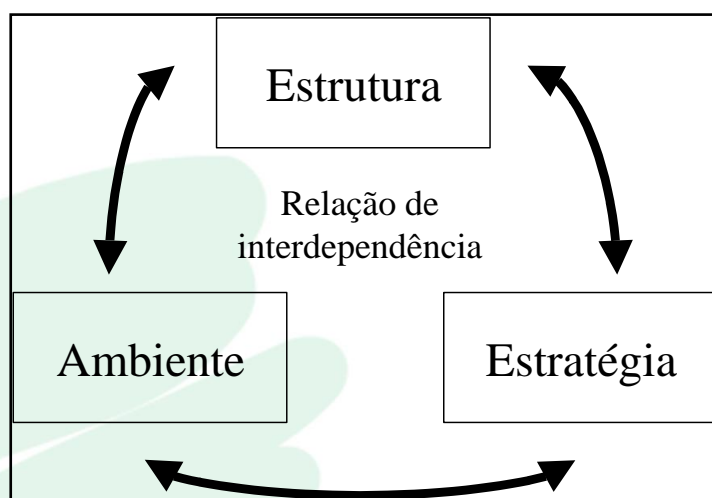 Estrutura
Relação de
interdependência
Ambiente
Estratégia